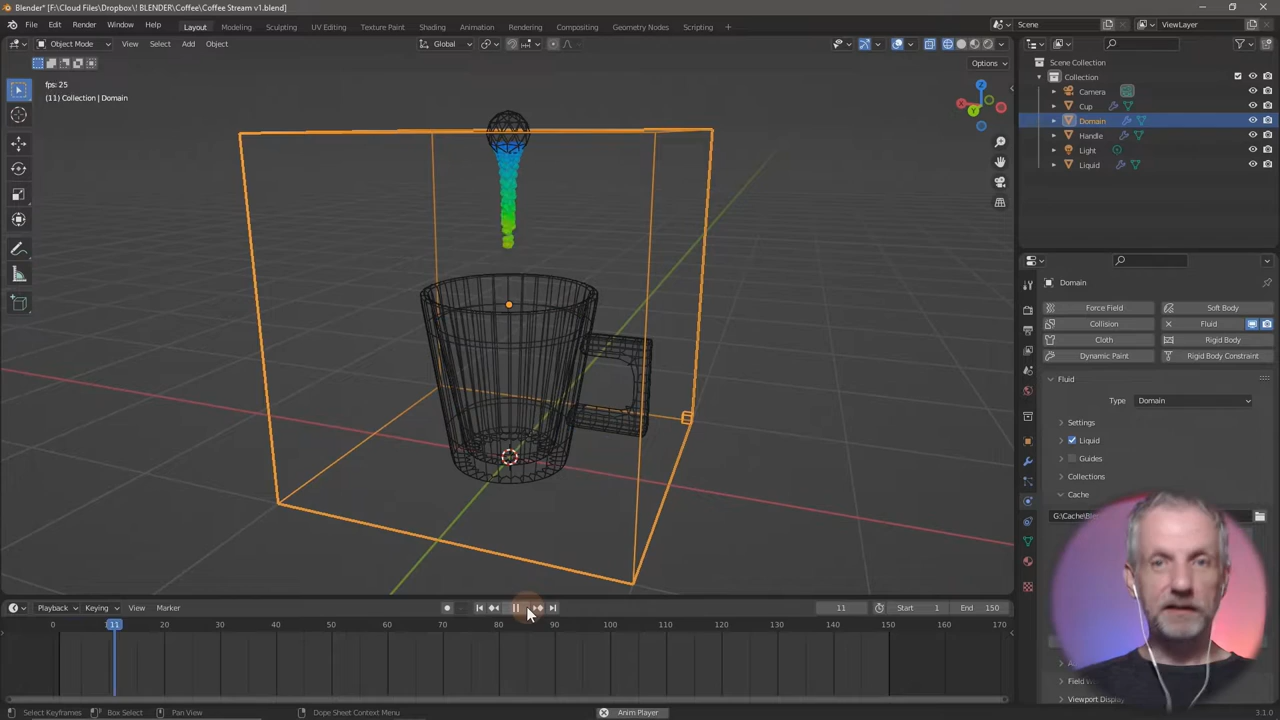 Blender* [F:\Cloud Files\Dropbox\! BLENDER\Coffee\Coffee Stream v1.blend]
File Edit Render Window Help Layout Modeling Sculpting UV Editing Texture Paint Shading Animation Rendering Compositing Geometry Nodes Scripting Scene ViewLayer
Object Mode View Select Add Object Global
Options
fps: 25
(11) Collection | Domain
Scene Collection
Collection
Camera
Cup
Domain
Handle
Light
Liquid
Domain
Force Field Soft Body
Collision Fluid
Cloth Rigid Body
Dynamic Paint Rigid Body Constraint
Fluid
Type Domain
Settings
Liquid
Guides
Collections
Cache
Viewport Display
Playback Keying View Marker 11 Start 1 End 150
11 20 30 40 50 60 70 80 90 100 110 120 130 140 150 160 170
Select Keyframes Box Select Pan View Dope Sheet Context Menu Anim Player 3.1.0